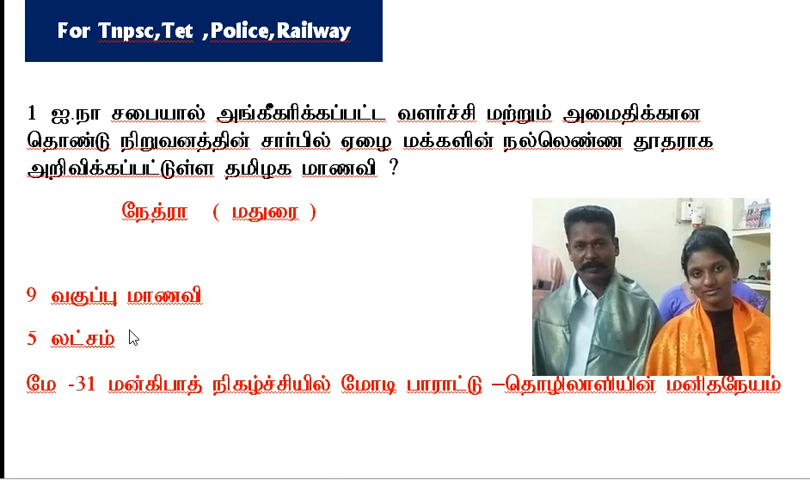 For Tnpsc,Tet ,Police,Railway
1 ஐ.நா சபையால் அங்கீகரிக்கப்பட்ட வளர்ச்சி மற்றும் அமைதிக்கான
தொண்டு நிறுவனத்தின் சார்பில் ஏழை மக்களின் நல்லெண்ண தூதராக
அறிவிக்கப்பட்டுள்ள தமிழக மாணவி ?
நேத்ரா ( மதுரை )
9 வகுப்பு மாணவி
5 லட்சம்
மே -31 மன்கிபாத் நிகழ்ச்சியில் மோடி பாராட்டு –தொழிலாளியின் மனிதநேயம்